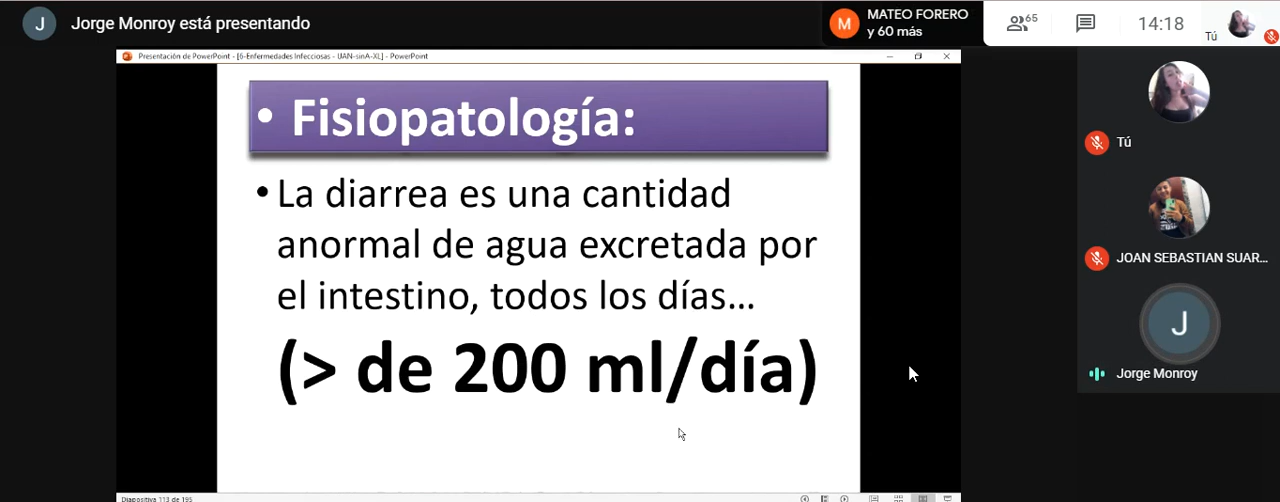 J
Jorge Monroy está presentando
M
MATEO FORERO
y 60 más
65
14:18
Tú
Presentación de PowerPoint - [6-Enfermedades Infecciosas - UAN-sinA-XL] - PowerPoint
• Fisiopatología:
• La diarrea es una cantidad
anormal de agua excretada por
el intestino, todos los días...
(> de 200 ml/día)
Diapositiva 113 de 195
Tú
JOAN SEBASTIAN SUAR...
J
Jorge Monroy